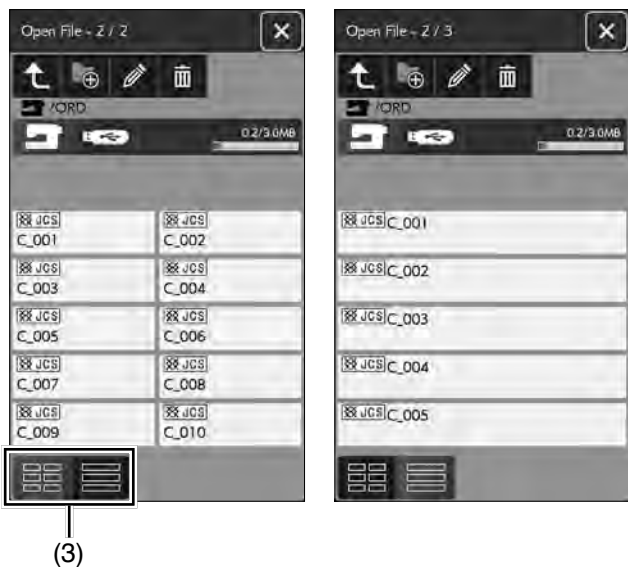 Open File - 2 / 2
/ORD
0.2/3.0MB
JCS
C_001
JCS
C_002
JCS
C_003
JCS
C_004
JCS
C_005
JCS
C_006
JCS
C_007
JCS
C_008
JCS
C_009
JCS
C_010
(3)
Open File - 2 / 3
/ORD
0.2/3.0MB
JCS C_001
JCS C_002
JCS C_003
JCS C_004
JCS C_005